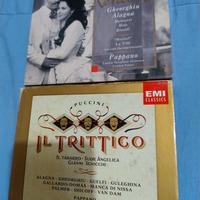 Gheorghiu
Alagna
Pappano
EMI
CLASSICS
PUCCINI
IL TRITTICO
IL TABARRO · SUOR ANGELICA
GIANNI SCHICCHI
ALAGNA · GHEORGHIU · GUELFI · GULEGHINA
GALLARDO-DOMAS · MANCA DI NISSA
PALMER · SHICOFF · VAN DAM
PAPPANO